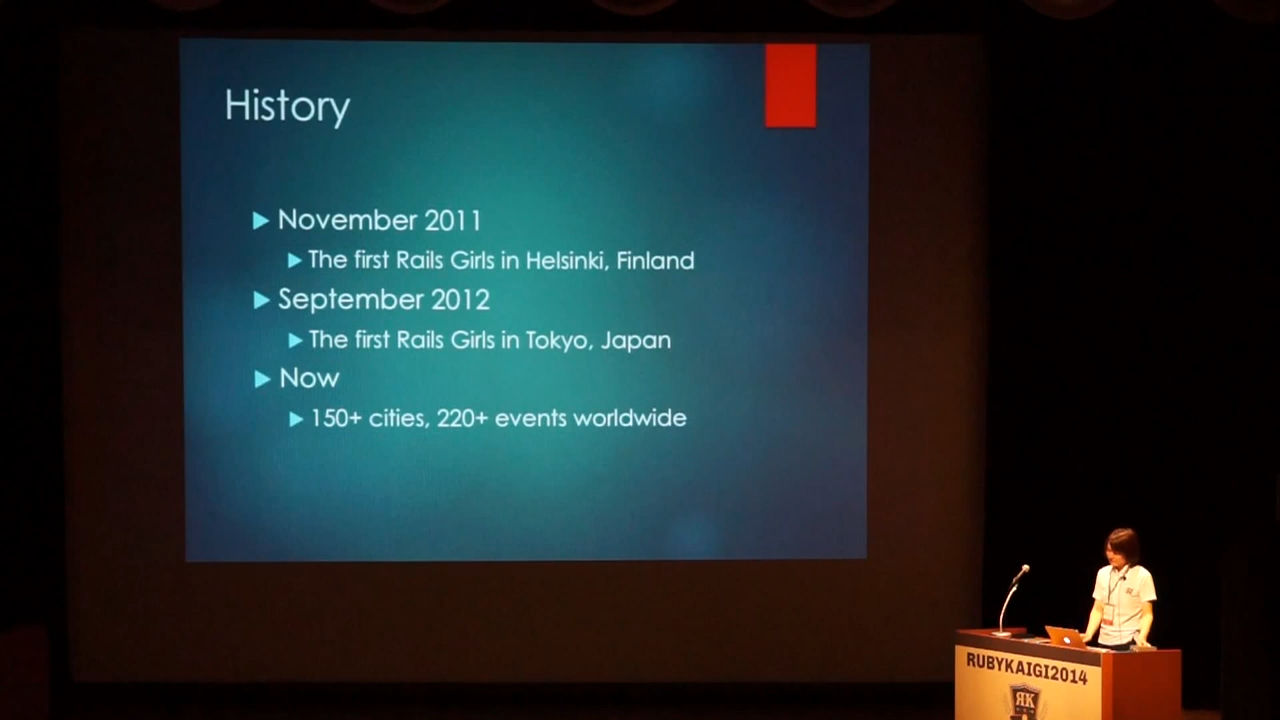 History
November 2011
The first Rails Girls in Helsinki, Finland
September 2012
The first Rails Girls in Tokyo, Japan
Now
150+ cities, 220+ events worldwide
RUBYKAIGI2014
RK